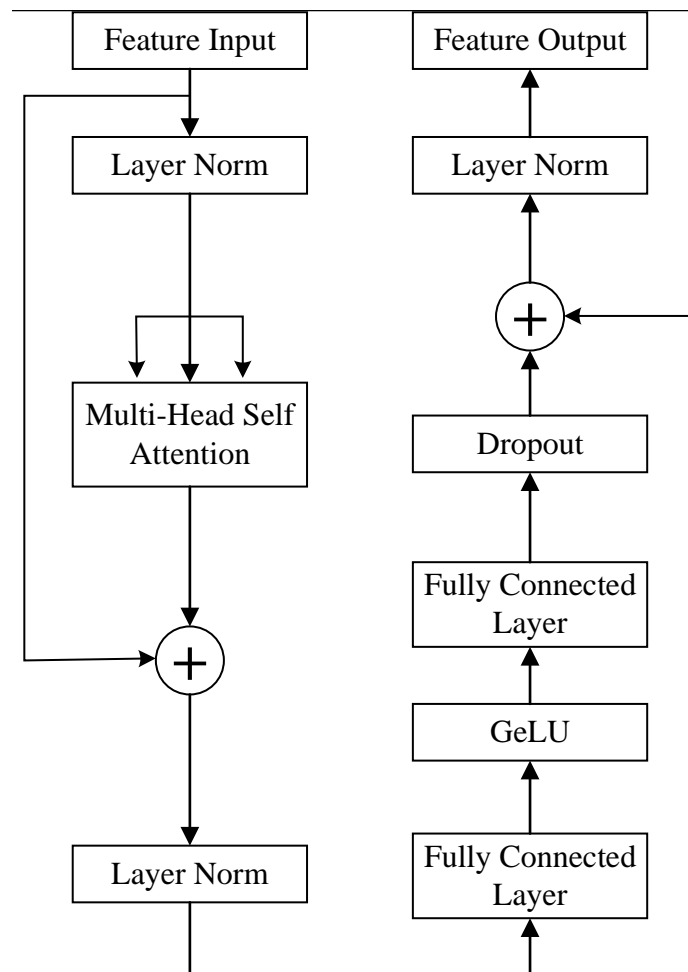 Feature Input
Layer Norm
Multi-Head Self
Attention
+
Layer Norm
Feature Output
Layer Norm
+
Dropout
Fully Connected
Layer
GeLU
Fully Connected
Layer